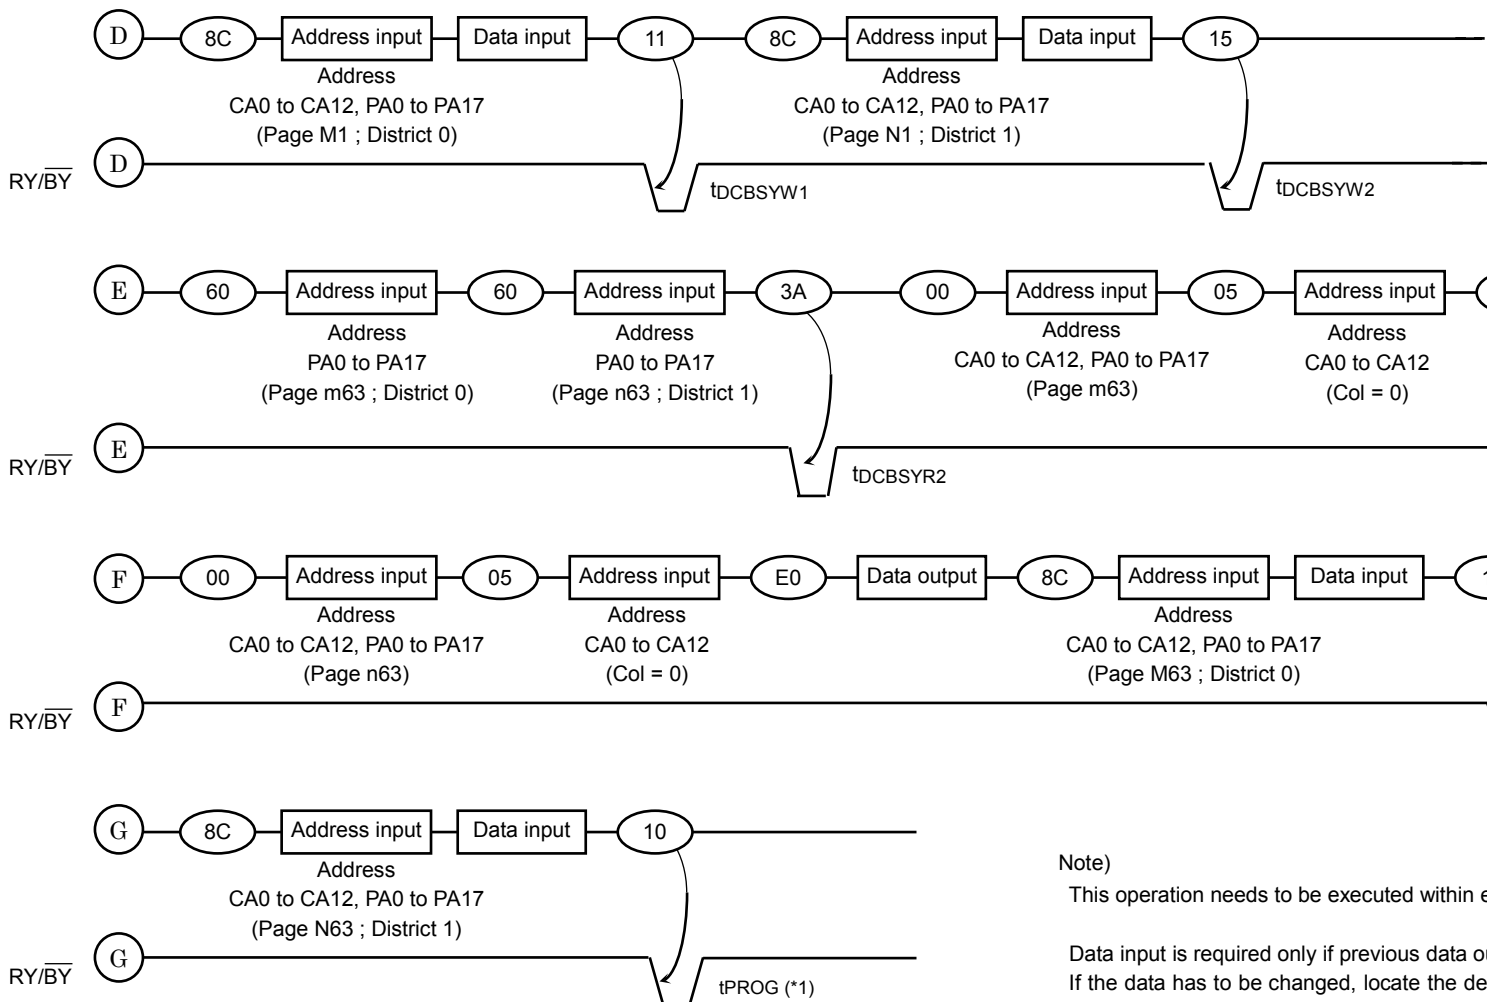 D 8C Address input Data input 11 8C Address input Data input 15
Address Address
CA0 to CA12, PA0 to PA17 CA0 to CA12, PA0 to PA17
(Page M1 ; District 0) (Page N1 ; District 1)
D
RY/BY
tDCBSYW1 tDCBSYW2
E 60 Address input 60 Address input 3A 00 Address input 05 Address input
Address Address Address Address
PA0 to PA17 PA0 to PA17 CA0 to CA12, PA0 to PA17 CA0 to CA12
(Page m63 ; District 0) (Page n63 ; District 1) (Page m63) (Col = 0)
E
RY/BY
tDCBSYR2
F 00 Address input 05 Address input E0 Data output 8C Address input Data input 1
Address Address Address
CA0 to CA12, PA0 to PA17 CA0 to CA12 CA0 to CA12, PA0 to PA17
(Page n63) (Col = 0) (Page M63 ; District 0)
F
RY/BY
G 8C Address input Data input 10
Address
CA0 to CA12, PA0 to PA17
(Page N63 ; District 1)
G
RY/BY
tPROG (*1)
Note)
This operation needs to be executed within
Data input is required only if previous data
If the data has to be changed, locate the